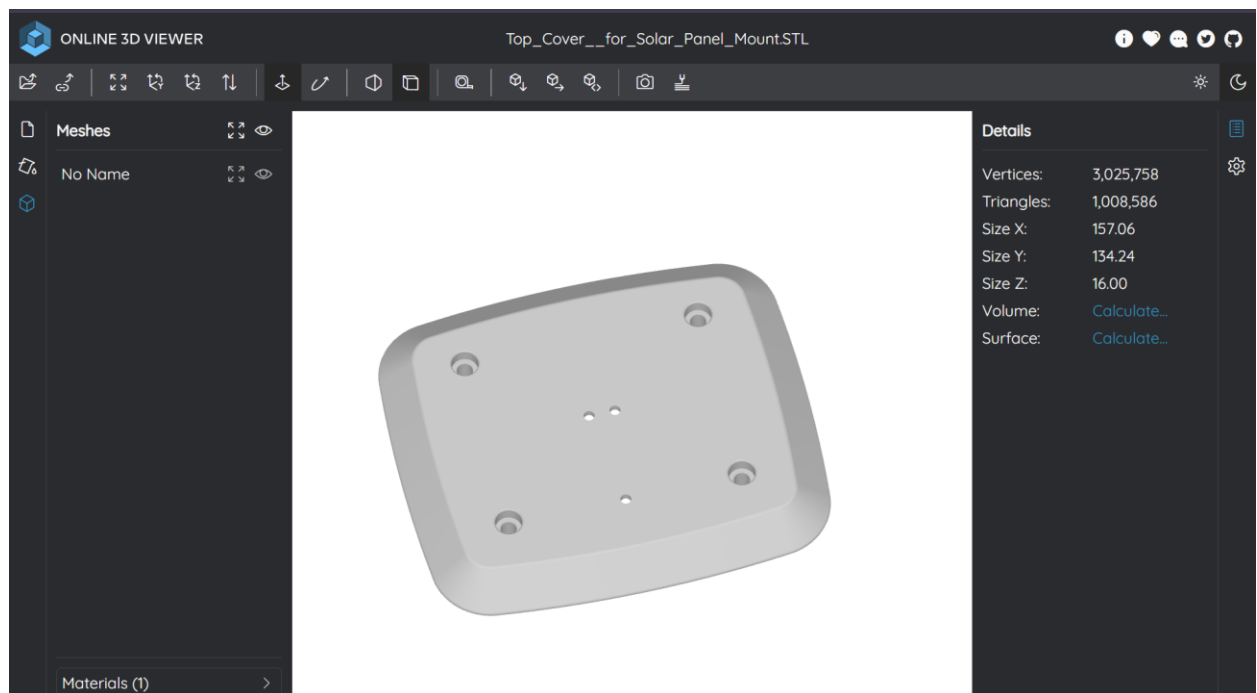 ONLINE 3D VIEWER
Top_Cover__for_Solar_Panel_Mount.STL
Meshes
No Name
Materials (1)
Details
Vertices: 3,025,758
Triangles: 1,008,586
Size X: 157.06
Size Y: 134.24
Size Z: 16.00
Volume: Calculate...
Surface: Calculate...